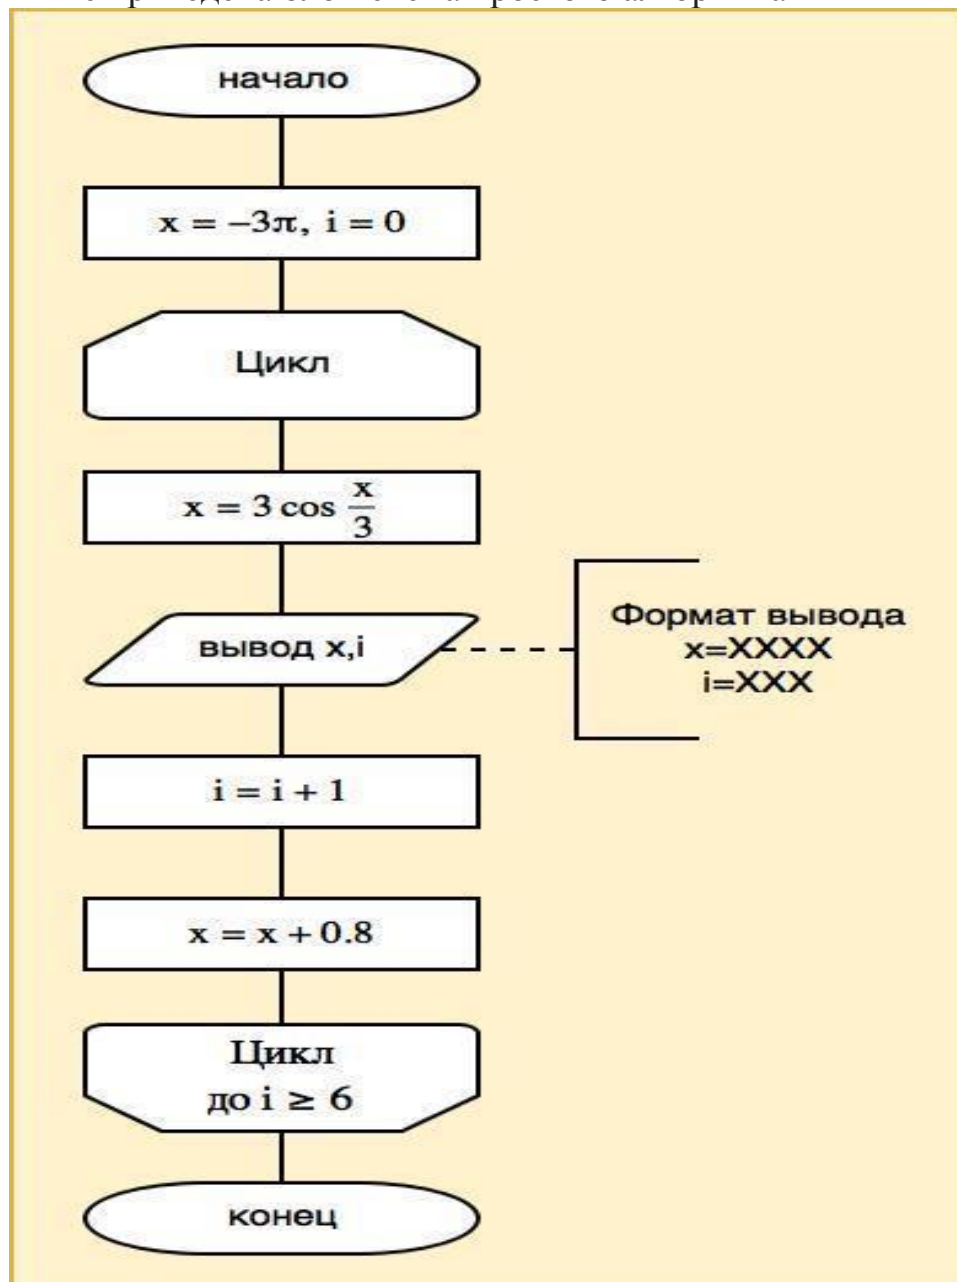 начало
x = −3π, i = 0
Цикл
x = 3 cos x/3
вывод x,i
Формат вывода
x=XXXX
i=XXX
i = i + 1
x = x + 0.8
Цикл
до i ≥ 6
конец